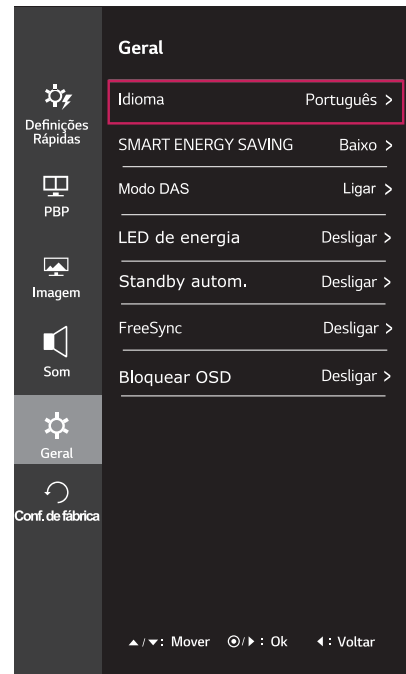 Geral
Definições
Rápidas
PBP
Imagem
Som
Geral
Conf. de fábrica
Idioma Português >
SMART ENERGY SAVING Baixo >
Modo DAS Ligar >
LED de energia Desligar >
Standby autom. Desligar >
FreeSync Desligar >
Bloquear OSD Desligar >
▲/▼: Mover ⦿/▶: Ok ◀: Voltar